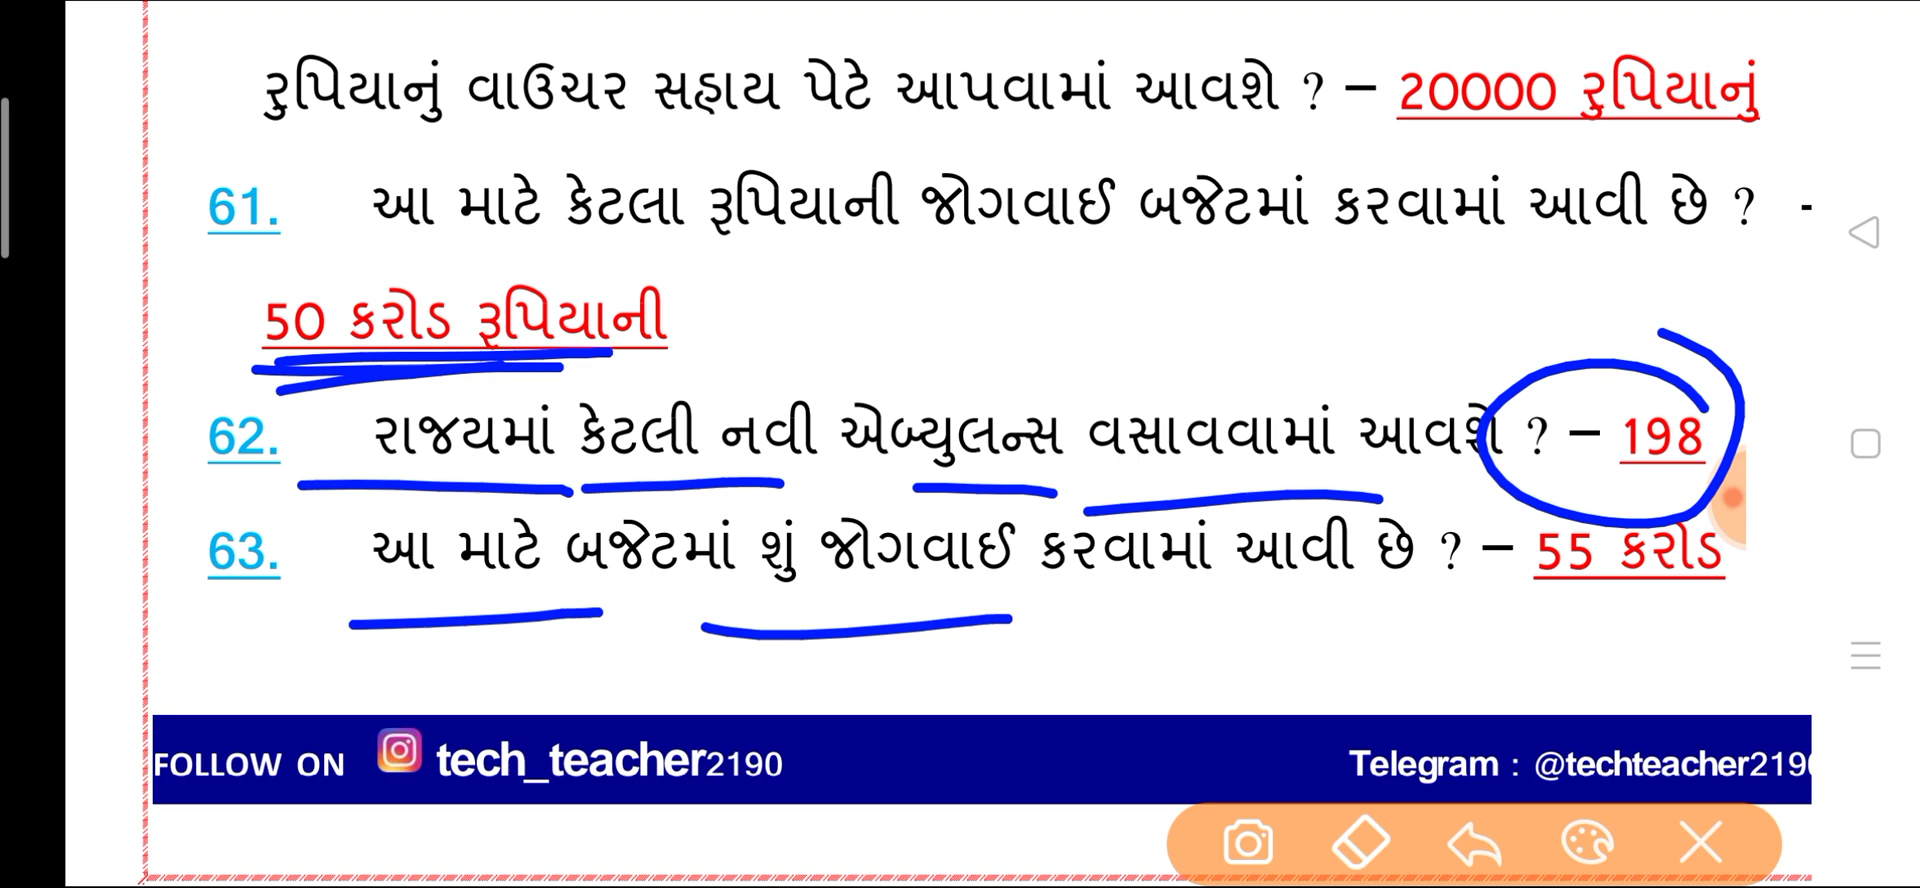 રુપિયાનું વાઉચર સહાય પેટે આપવામાં આવશે ? – 20000 રુપિયાનું
61. આ માટે કેટલા રૂપિયાની જોગવાઈ બજેટમાં કરવામાં આવી છે ? -
50 કરોડ રૂપિયાની
62. રાજયમાં કેટલી નવી એબ્યુલન્સ વસાવવામાં આવશે ? – 198
63. આ માટે બજેટમાં શું જોગવાઈ કરવામાં આવી છે ? – 55 કરોડ
FOLLOW ON tech_teacher2190 Telegram : @techteacher2190